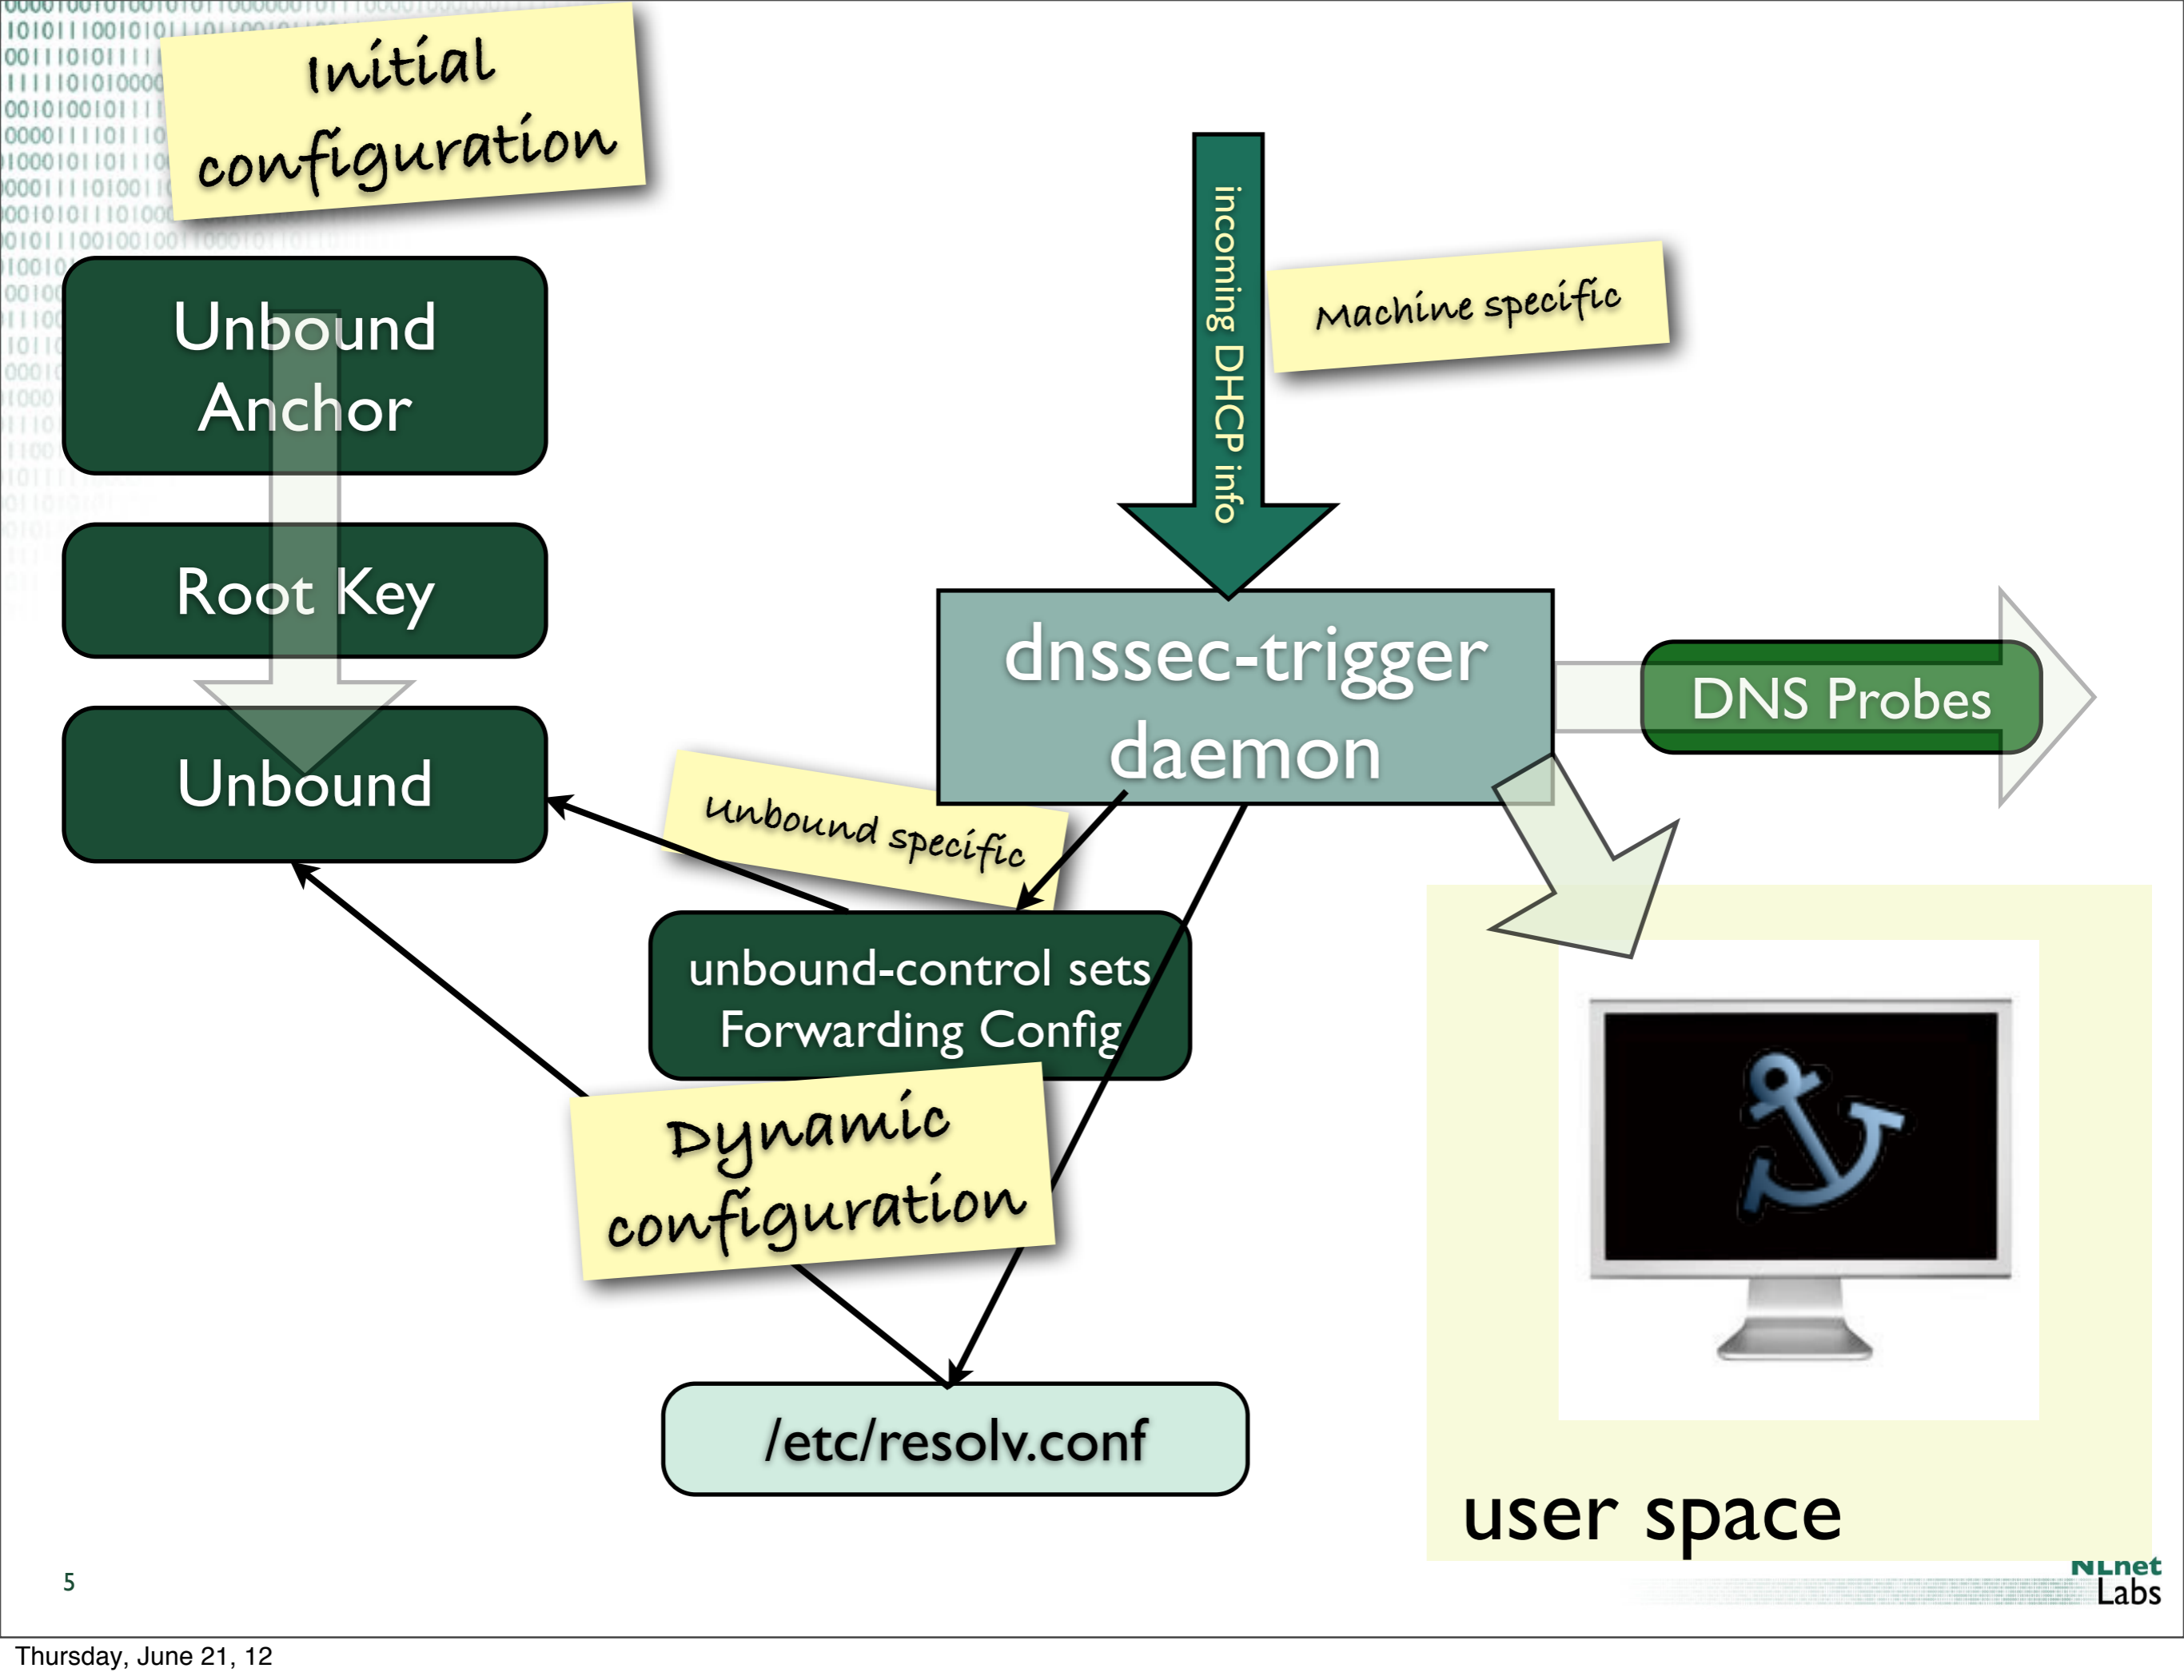 Initial
configuration
incoming DHCP info
Machine specific
Unbound
Anchor
Root Key
Unbound
dnssec-trigger
daemon
DNS Probes
Unbound specific
unbound-control sets
Forwarding Config
Dynamic
configuration
/etc/resolv.conf
user space
5
NLnet
Labs
Thursday, June 21, 12